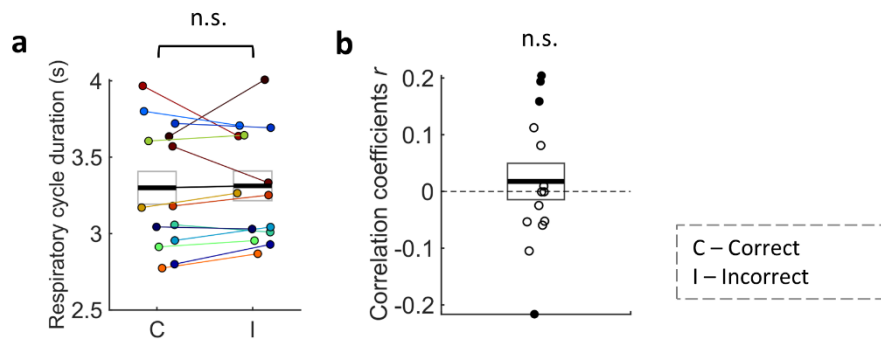 a
n.s.
Respiratory cycle duration (s)
4
3.5
3
2.5
C
I
b
n.s.
Correlation coefficients r
0.2
0.1
0
-0.1
-0.2
C – Correct
I – Incorrect